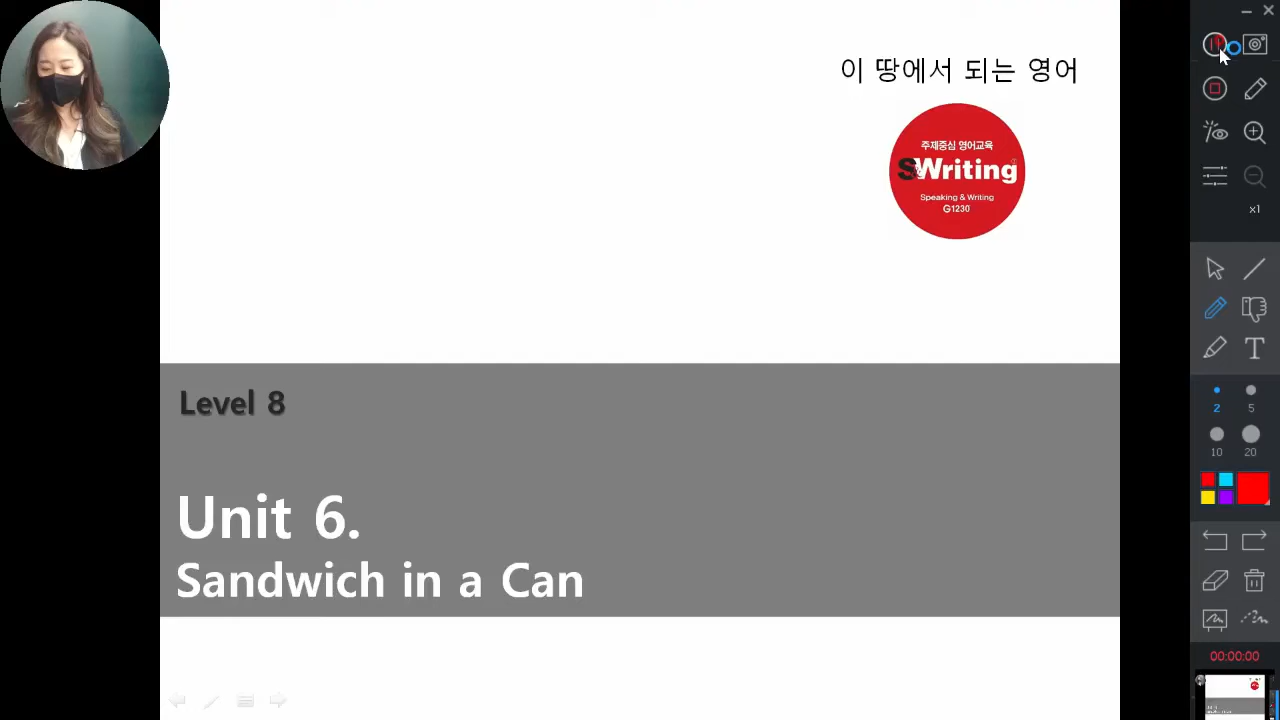 이 땅에서 되는 영어
주제중심 영어교육
SWriting
Speaking & Writing
G1230
Level 8
Unit 6.
Sandwich in a Can
x1
T
2
5
10
20
00:00:00